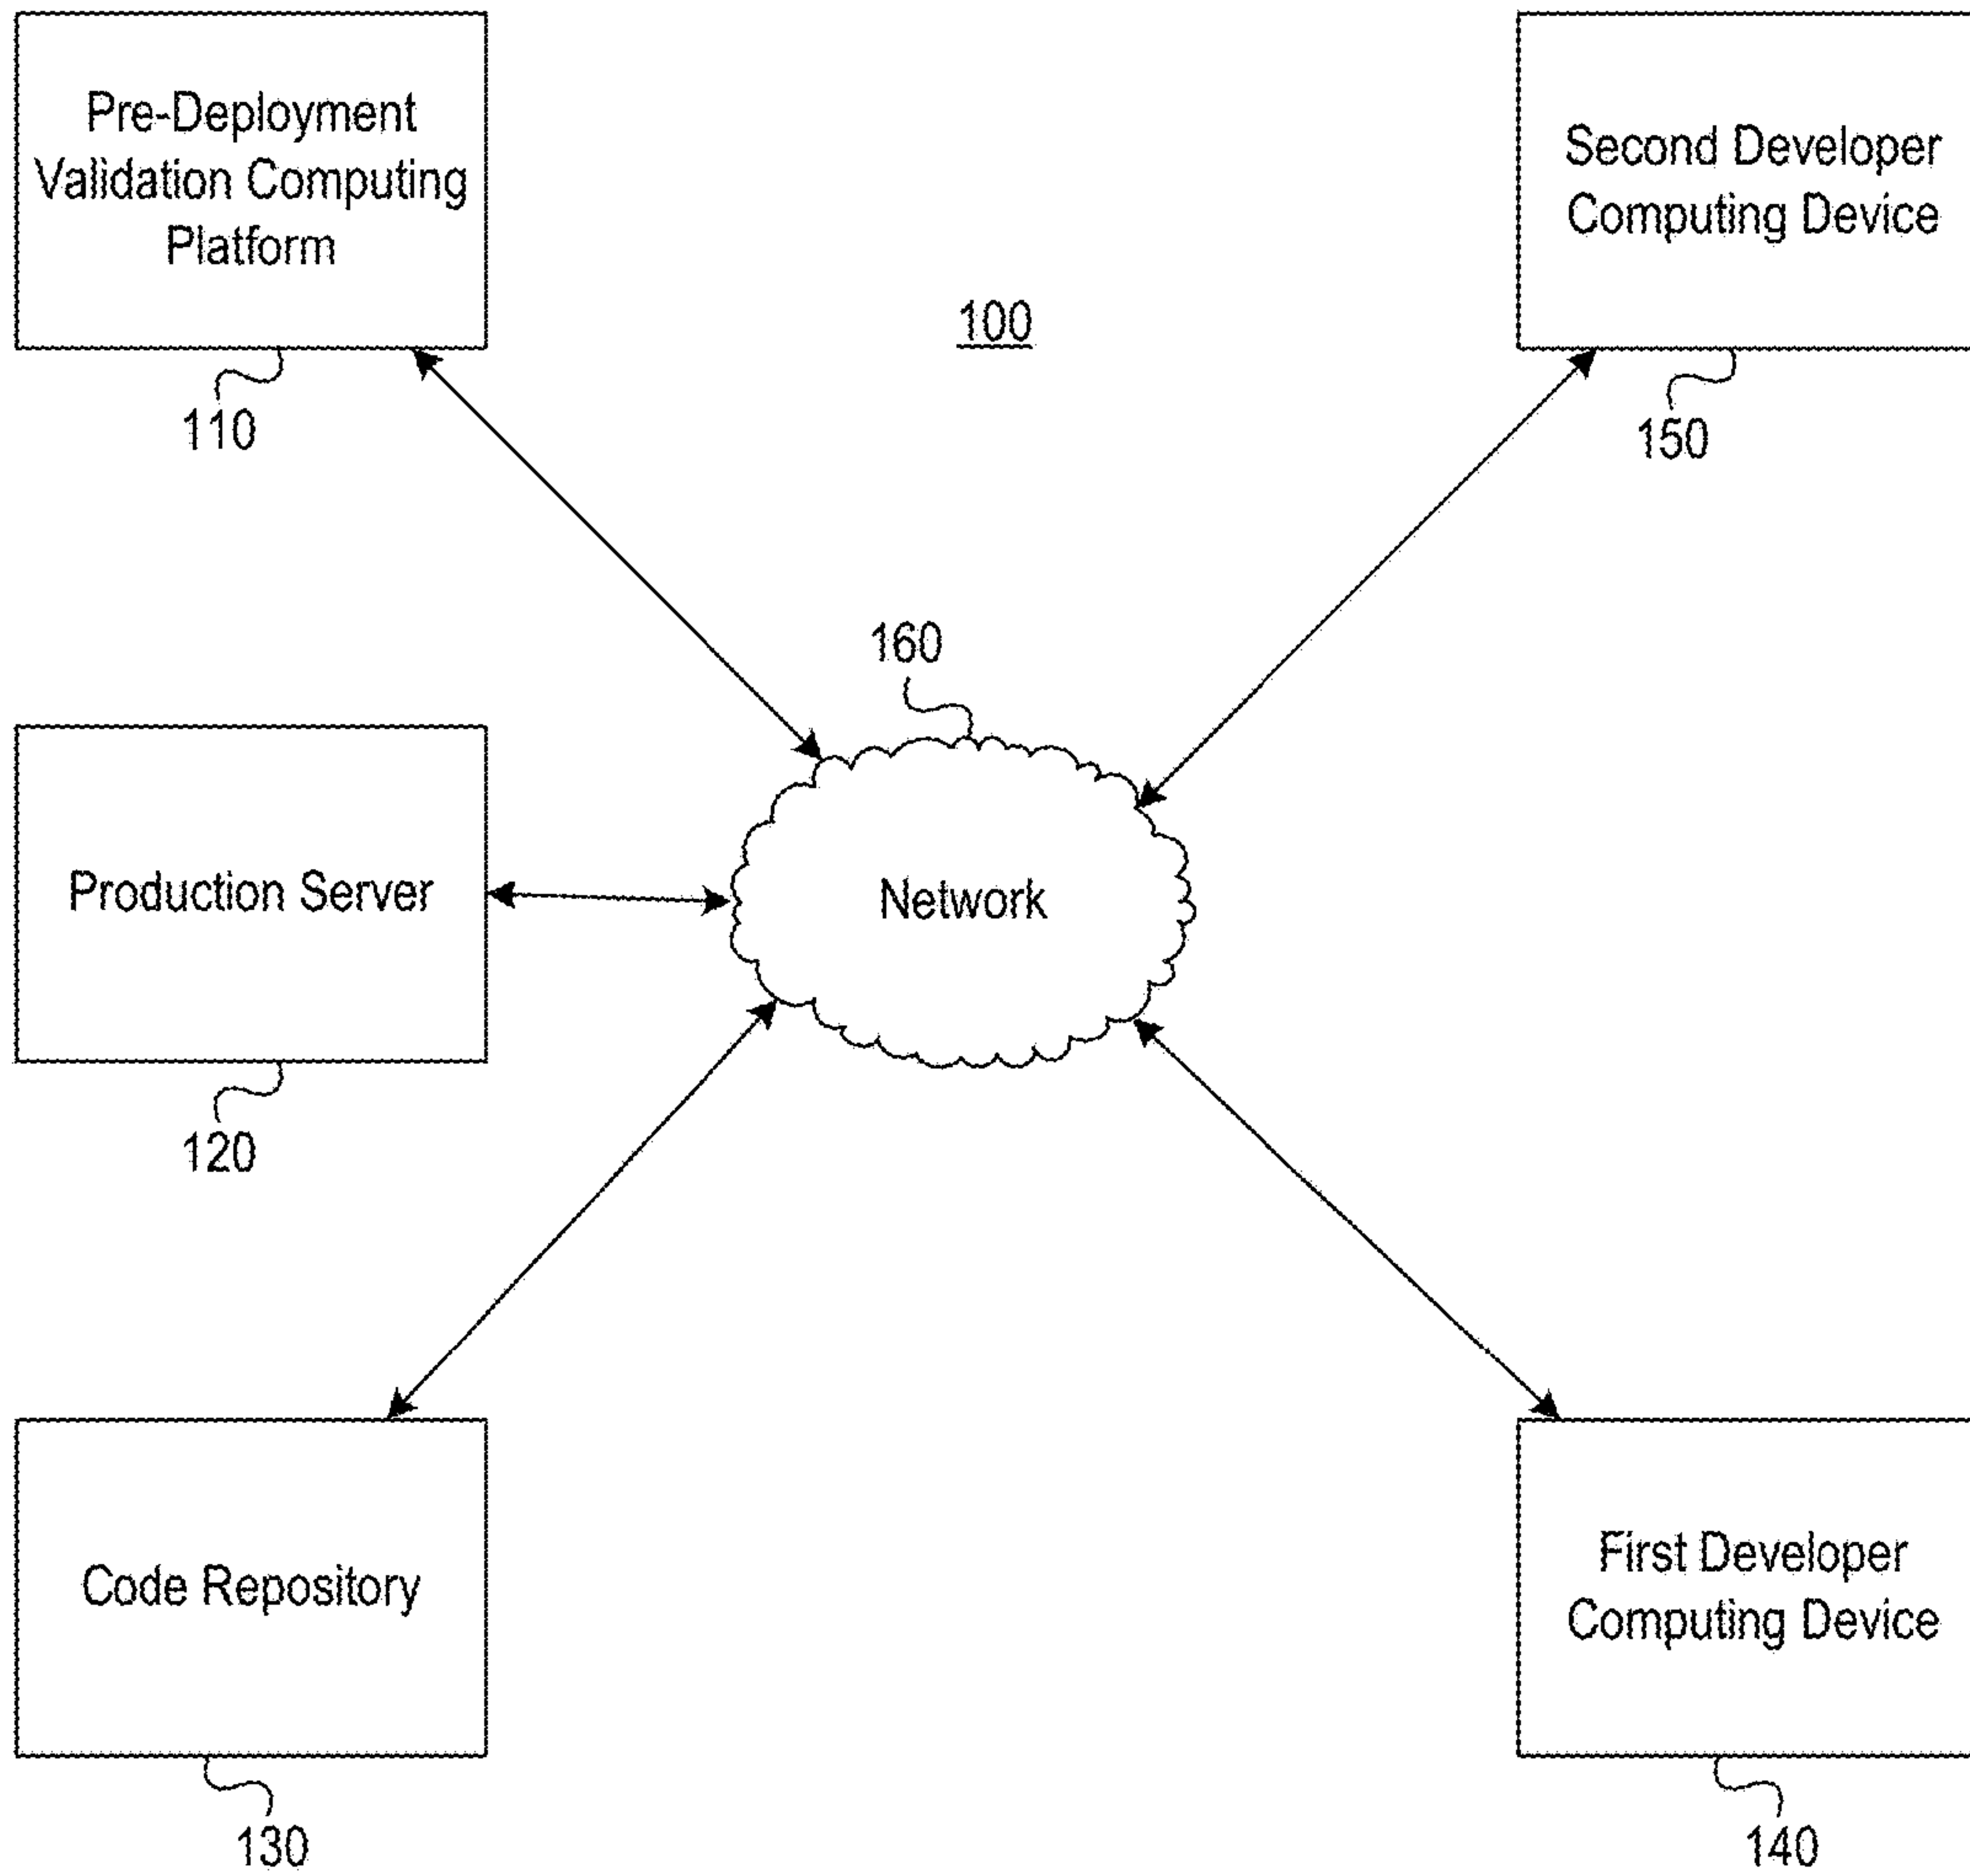 Pre-Deployment
Validation Computing
Platform
110
Second Developer
Computing Device
150
100
160
Production Server
120
Network
Code Repository
130
First Developer
Computing Device
140